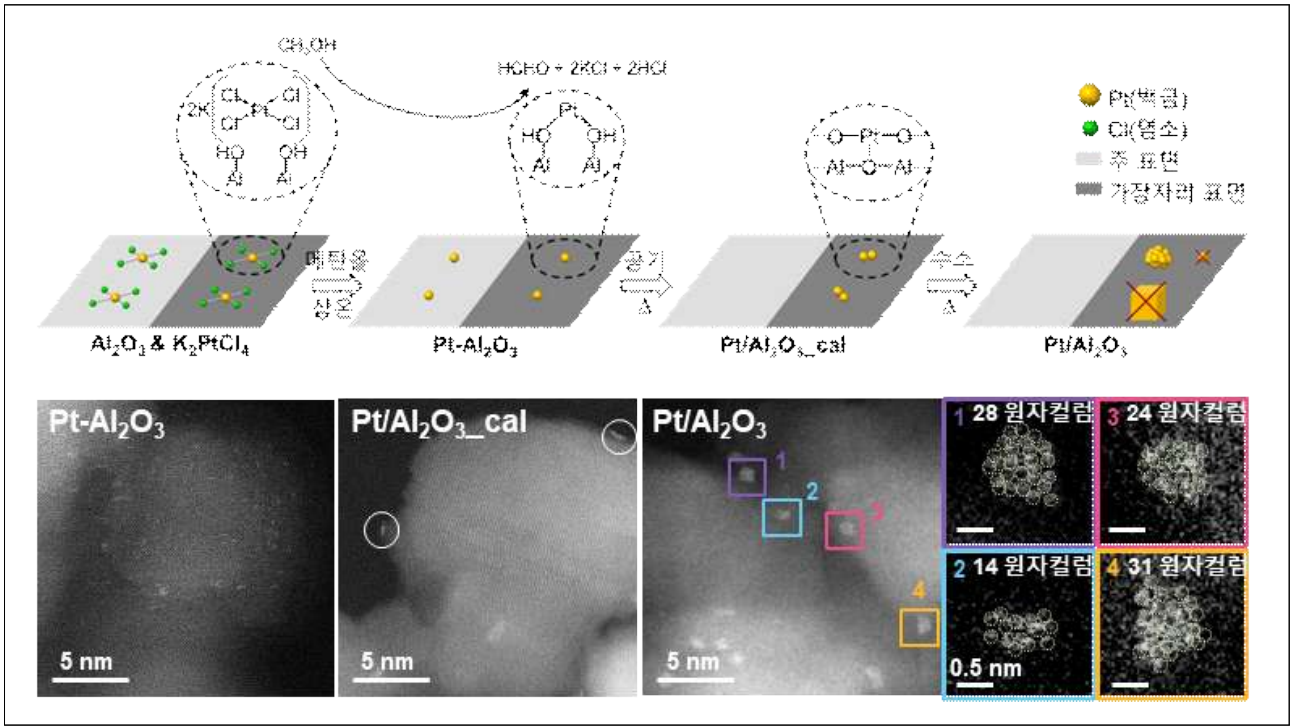 CH₃OH
HCHO + 2KCl + 2HCl
2K
Cl
Cl
Pt
Cl
Cl
HO
OH
Al
Al
Pt
HO
OH
Al
Al
O
Pt
O
Al
O
Al
Pt(백금)
Cl(염소)
주 표면
가장자리 표면
메탄올
상온
공기
Δ
수소
Δ
Al₂O₃ & K₂PtCl₄
Pt-Al₂O₃
Pt/Al₂O₃_cal
Pt/Al₂O₃
Pt-Al₂O₃
5 nm
Pt/Al₂O₃_cal
5 nm
Pt/Al₂O₃
1
2
3
4
5 nm
1 28 원자컬럼
3 24 원자컬럼
2 14 원자컬럼
0.5 nm
4 31 원자컬럼